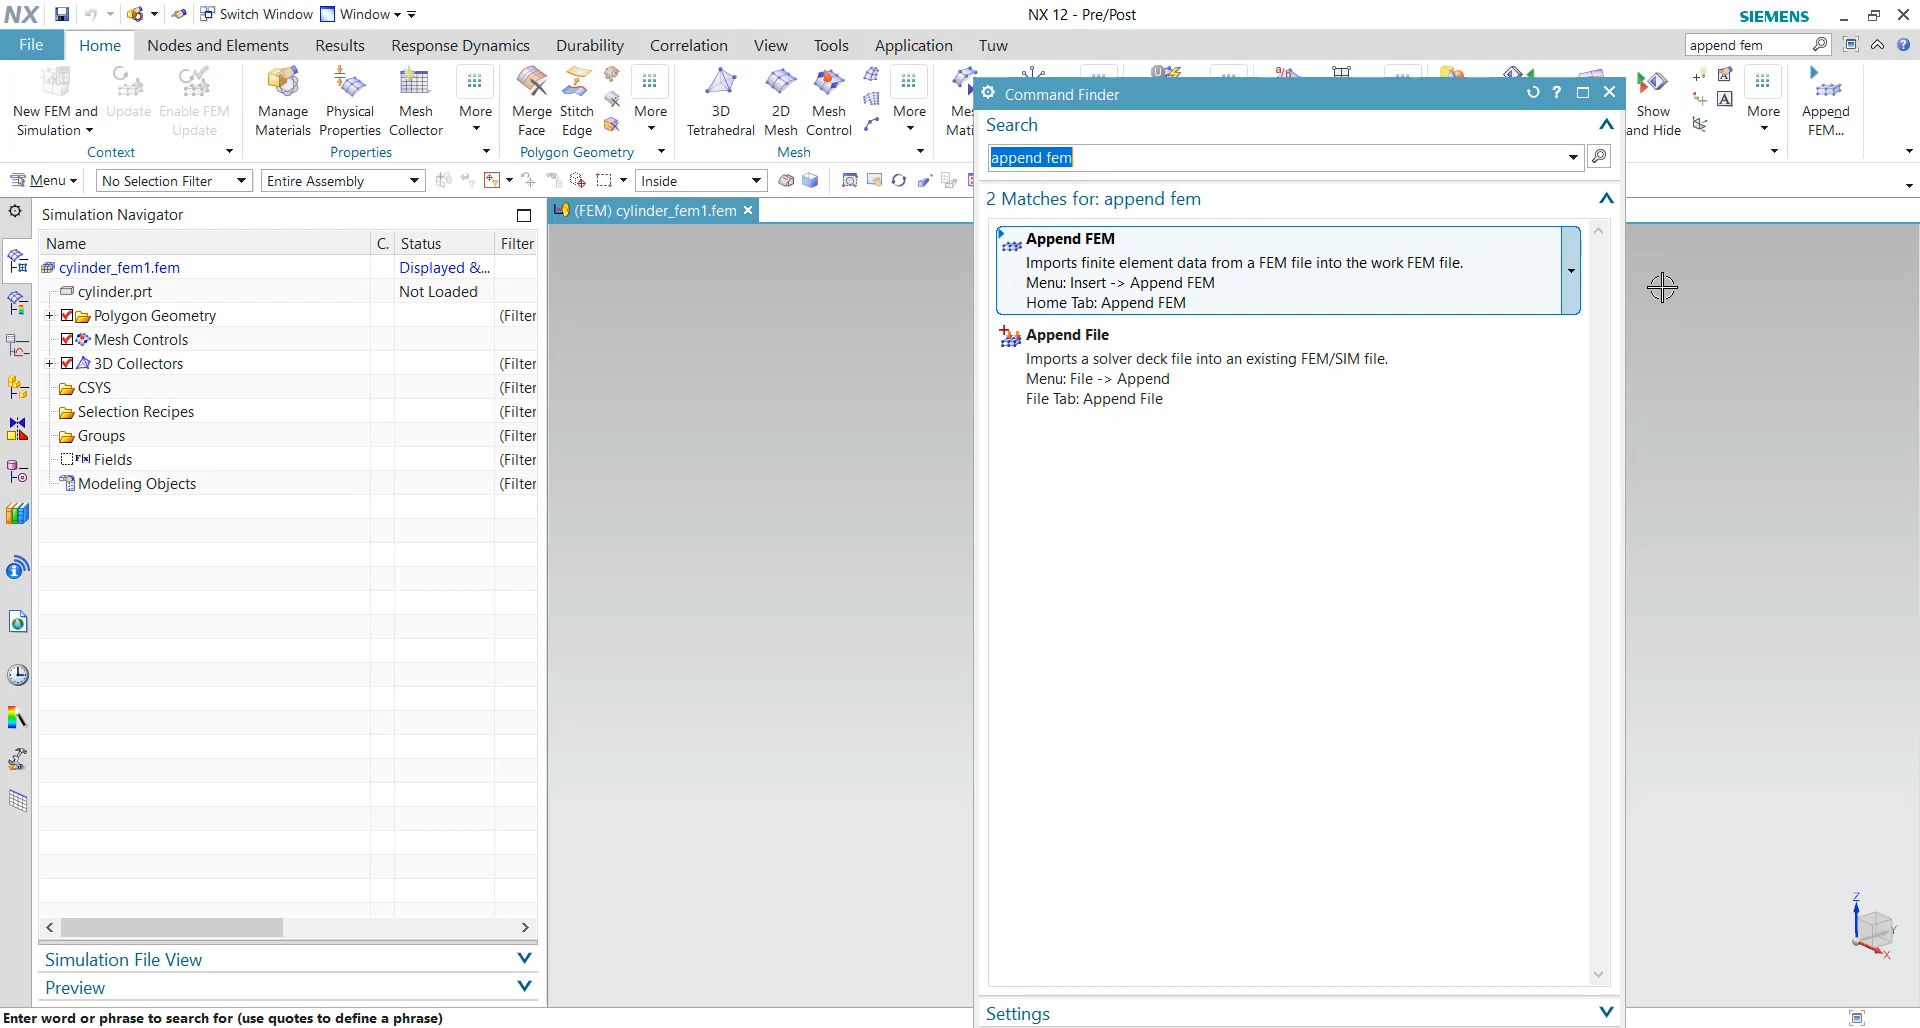 NX
Switch Window
Window
NX 12 - Pre/Post
SIEMENS
File
Home
Nodes and Elements
Results
Response Dynamics
Durability
Correlation
View
Tools
Application
Tuw
append fem
New FEM and
Simulation
Update
Enable FEM
Update
Context
Manage
Materials
Physical
Properties
Mesh
Collector
More
Properties
Merge
Face
Stitch
Edge
More
Polygon Geometry
3D
Tetrahedral
2D
Mesh
Mesh
Control
More
Mesh
Show
and Hide
More
Append
FEM...
Menu
No Selection Filter
Entire Assembly
Inside
Simulation Navigator
Name
C.
Status
Filter
cylinder_fem1.fem
Displayed &...
cylinder.prt
Not Loaded
Polygon Geometry
(Filter
Mesh Controls
3D Collectors
(Filter
CSYS
(Filter
Selection Recipes
(Filter
Groups
(Filter
F(x) Fields
(Filter
Modeling Objects
(Filter
Simulation File View
Preview
(FEM) cylinder_fem1.fem
Command Finder
Search
append fem
2 Matches for: append fem
Append FEM
Imports finite element data from a FEM file into the work FEM file.
Menu: Insert -> Append FEM
Home Tab: Append FEM
Append File
Imports a solver deck file into an existing FEM/SIM file.
Menu: File -> Append
File Tab: Append File
Settings
Z
Y
X
Enter word or phrase to search for (use quotes to define a phrase)